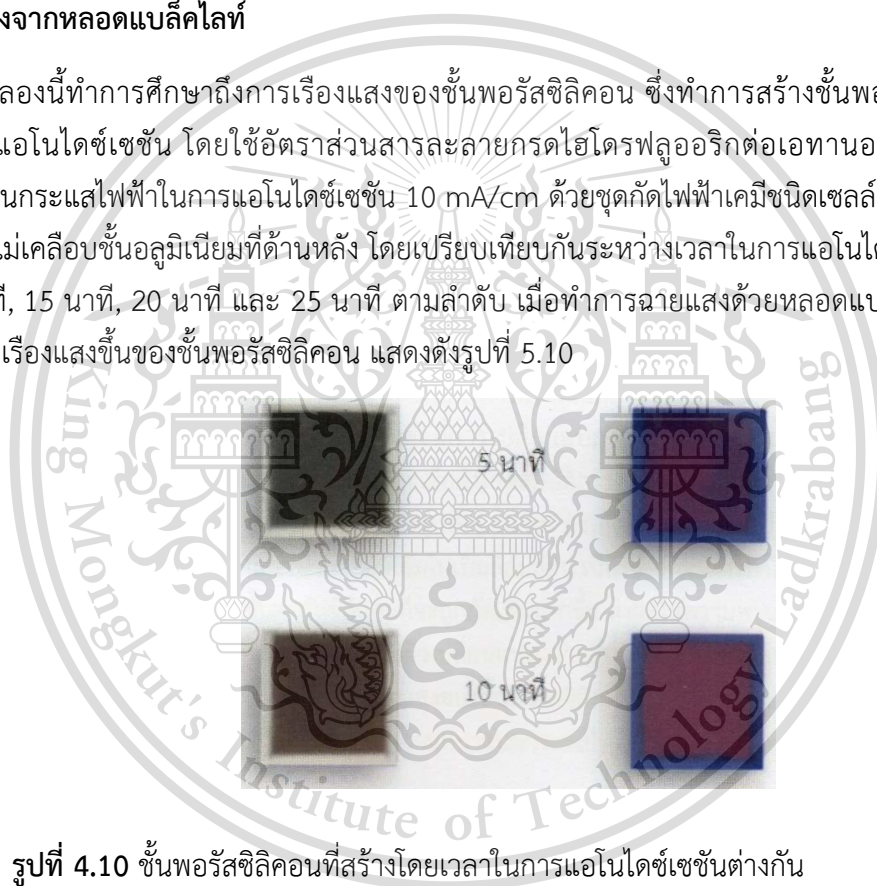 งจากหลอดแบล็คไลท์
ลองนี้ทำการศึกษาถึงการเรืองแสงของชั้นพอรัสซิลิคอน ซึ่งทำการสร้างชั้นพอ
แอโนไดซ์เซชัน โดยใช้อัตราส่วนสารละลายกรดไฮโดรฟลูออริกต่อเอทานอ
นกระแสไฟฟ้าในการแอโนไดซ์เซชัน 10 mA/cm ด้วยชุดกัดไฟฟ้าเคมีชนิดเซลล์
ม่เคลือบชั้นอลูมิเนียมที่ด้านหลัง โดยเปรียบเทียบกันระหว่างเวลาในการแอโนได
ที, 15 นาที, 20 นาที และ 25 นาที ตามลำดับ เมื่อทำการฉายแสงด้วยหลอดแบ
เรืองแสงขึ้นของชั้นพอรัสซิลิคอน แสดงดังรูปที่ 5.10
5 นาที
10 นาที
King Mongkut's Institute of Technology Ladkrabang
รูปที่ 4.10 ชั้นพอรัสซิลิคอนที่สร้างโดยเวลาในการแอโนไดซ์เซชันต่างกัน